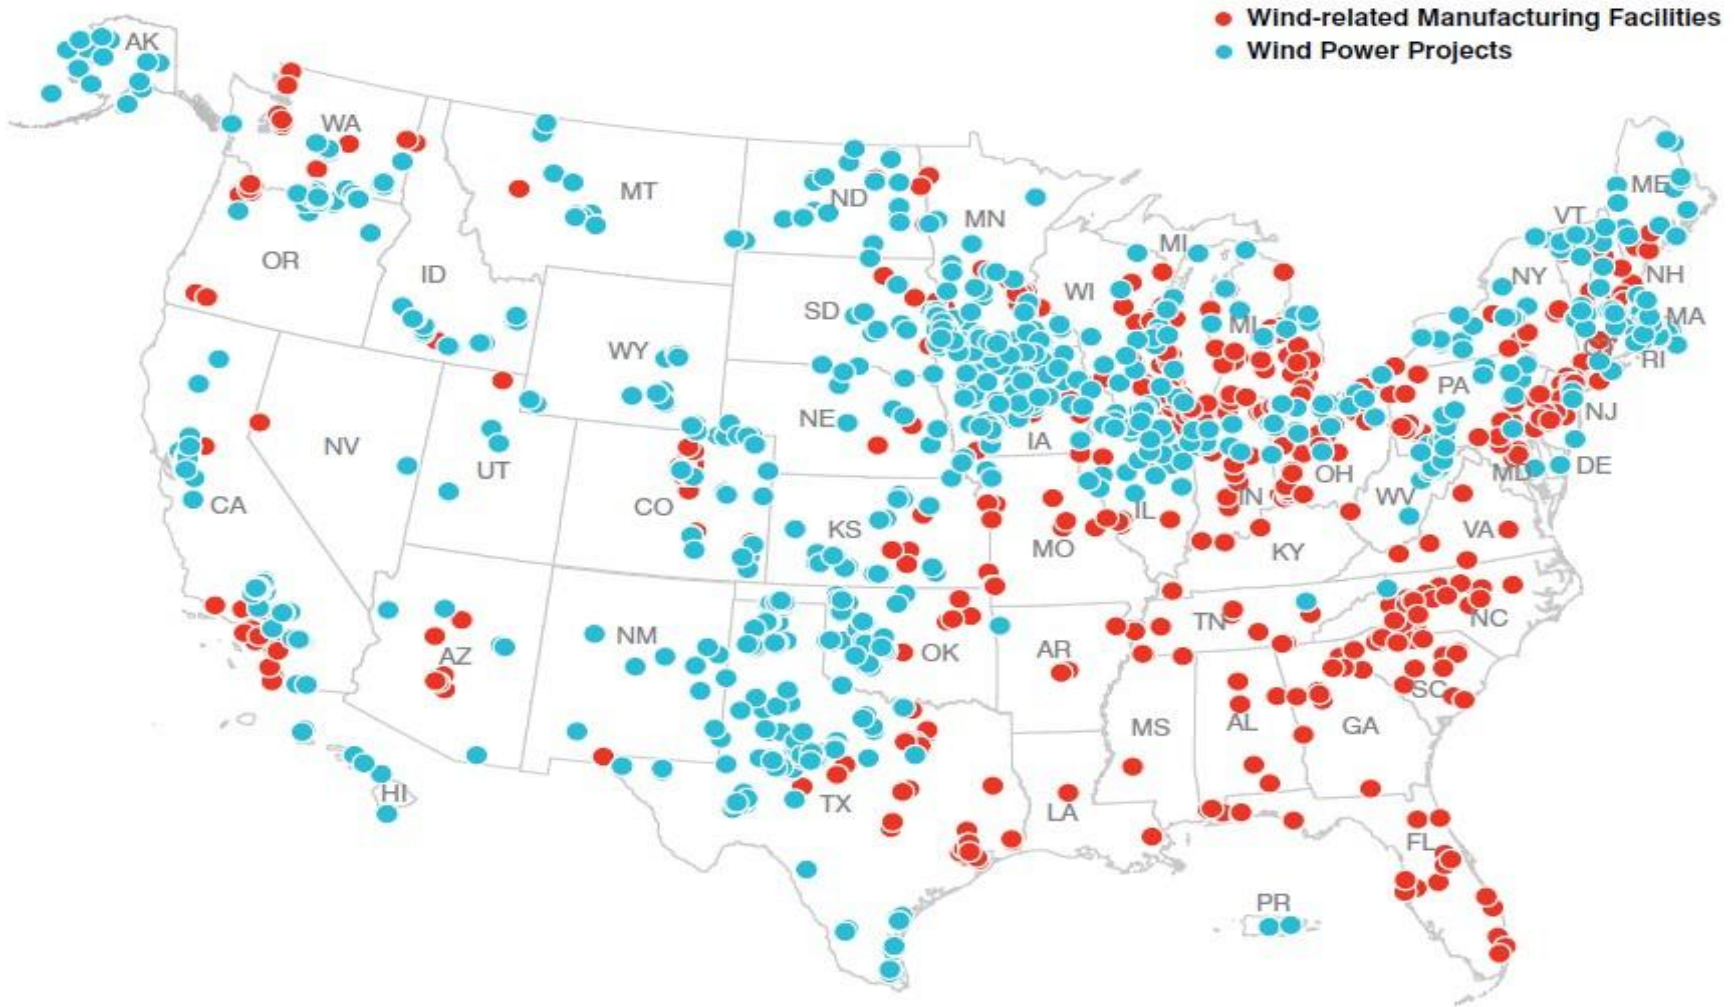 Wind-related Manufacturing Facilities
Wind Power Projects
AK
WA
MT
ND
MN
ME
VT
MI
OR
ID
WI
NY
NH
SD
MI
MA
WY
CT
RI
PA
NE
IA
NJ
NV
UT
OH
MD
DE
CO
CA
KS
IL
IN
WV
MO
KY
VA
NM
TN
NC
AZ
OK
AR
SC
MS
AL
GA
HI
TX
LA
FL
PR